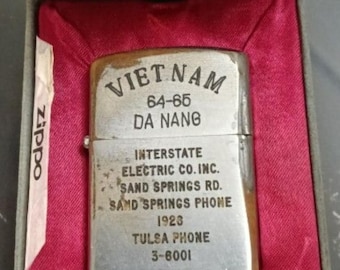 VIETNAM
64-65
DA NANG
INTERSTATE
ELECTRIC CO. INC.
SAND SPRINGS RD.
SAND SPRINGS PHONE
1923
TULSA PHONE
3-6001
zippo